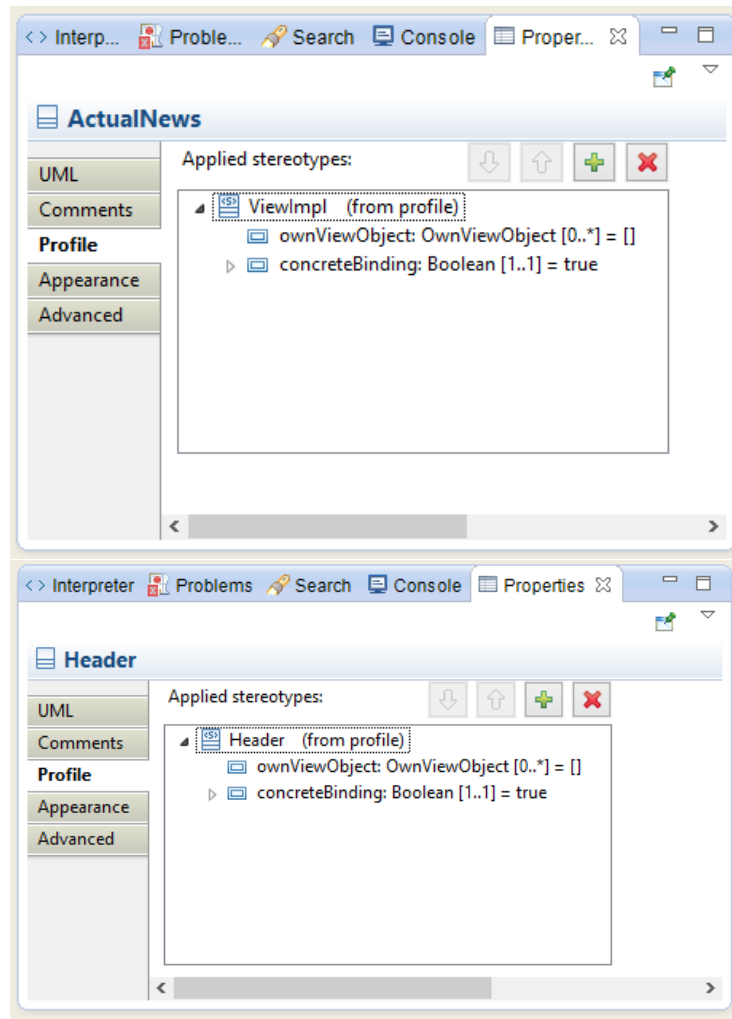 <> Interp... Proble... Search Console Proper...
ActualNews
Applied stereotypes:
UML
Comments
Profile
Appearance
Advanced
ViewImpl (from profile)
ownViewObject: OwnViewObject [0..*] = []
concreteBinding: Boolean [1..1] = true
<> Interpreter Problems Search Console Properties
Header
Applied stereotypes:
UML
Comments
Profile
Appearance
Advanced
Header (from profile)
ownViewObject: OwnViewObject [0..*] = []
concreteBinding: Boolean [1..1] = true